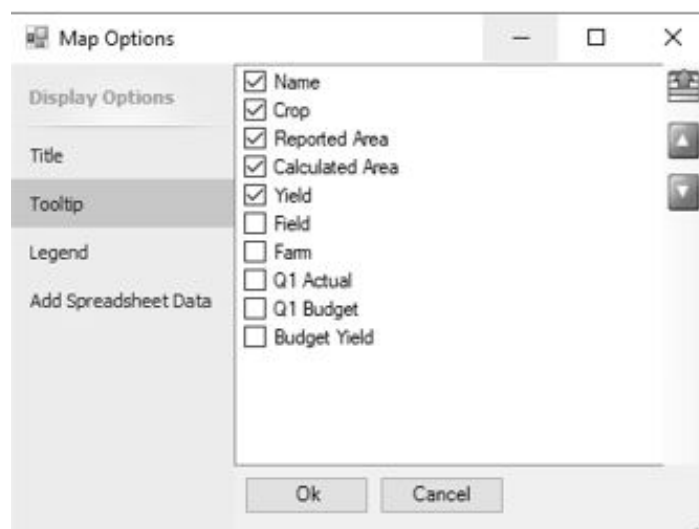 Map Options
Display Options
Title
Tooltip
Legend
Add Spreadsheet Data
Name
Crop
Reported Area
Calculated Area
Yield
Field
Farm
Q1 Actual
Q1 Budget
Budget Yield
Ok
Cancel